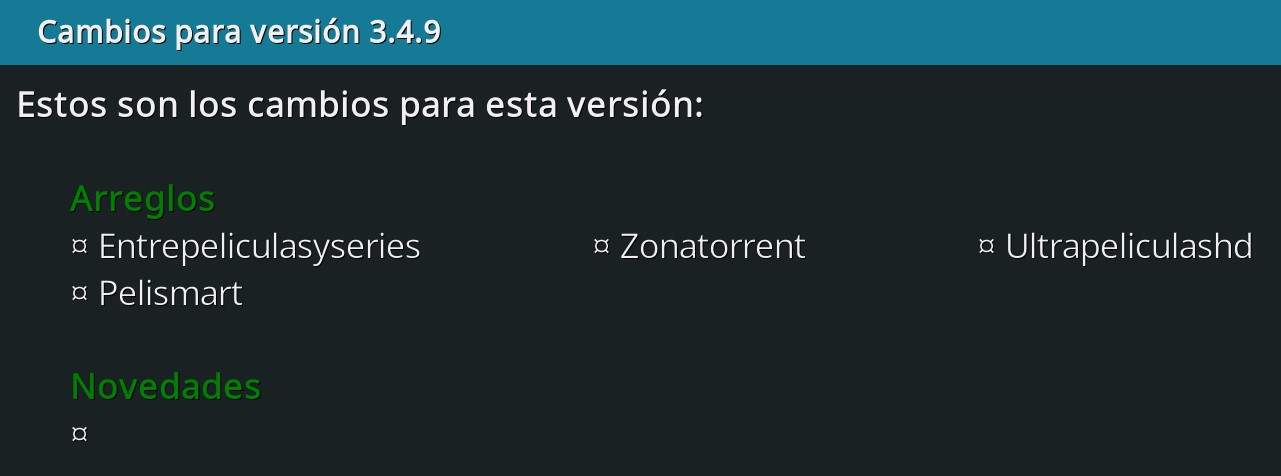 Cambios para versión 3.4.9
Estos son los cambios para esta versión:
Arreglos
¤ Entrepeliculasyseries ¤ Zonatorrent ¤ Ultrapeliculashd
¤ Pelismart
Novedades
¤